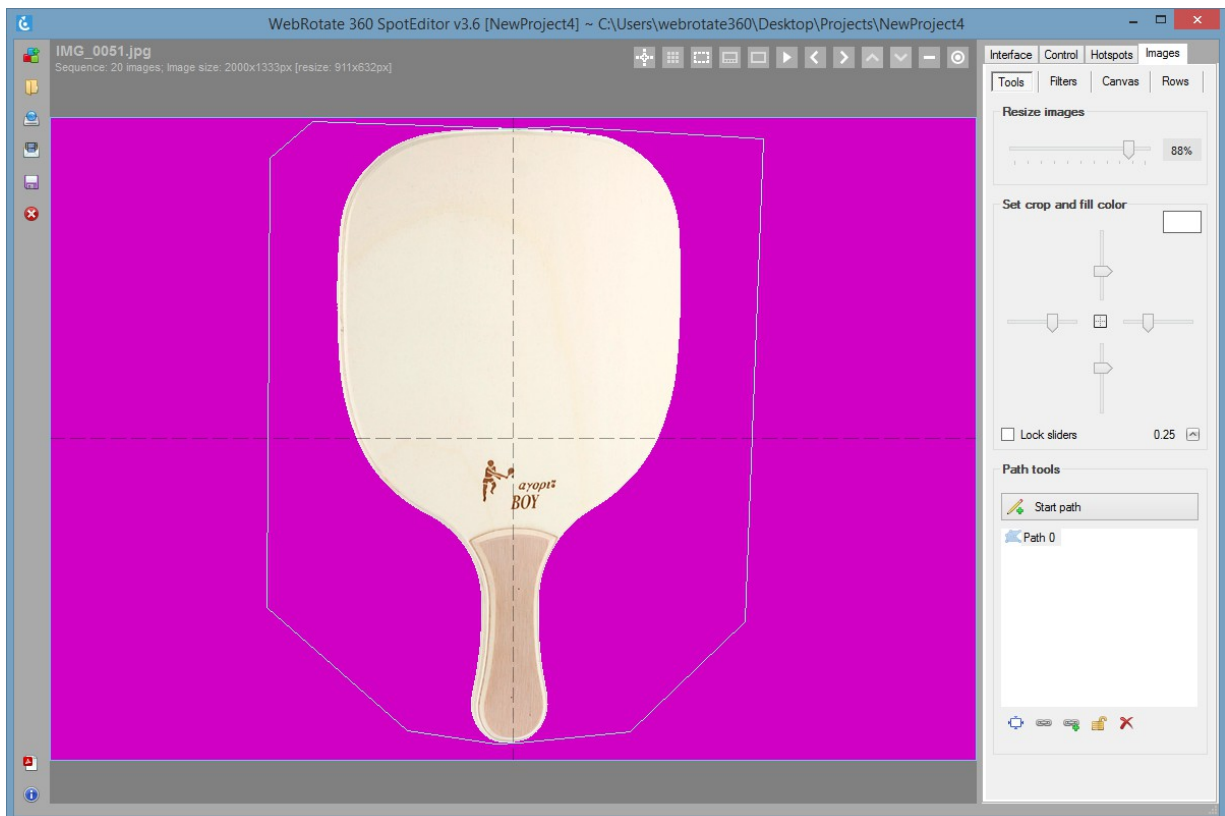 WebRotate 360 SpotEditor v3.6 [NewProject4] ~ C:\Users\webrotate360\Desktop\Projects\NewProject4
IMG_0051.jpg
Sequence: 20 images; Image size: 2000x1333px [resize: 911x632px]
Interface Control Hotspots Images
Tools Filters Canvas Rows
Resize images
88%
Set crop and fill color
Lock sliders 0.25
Path tools
Start path
Path 0
αγορι
BOY